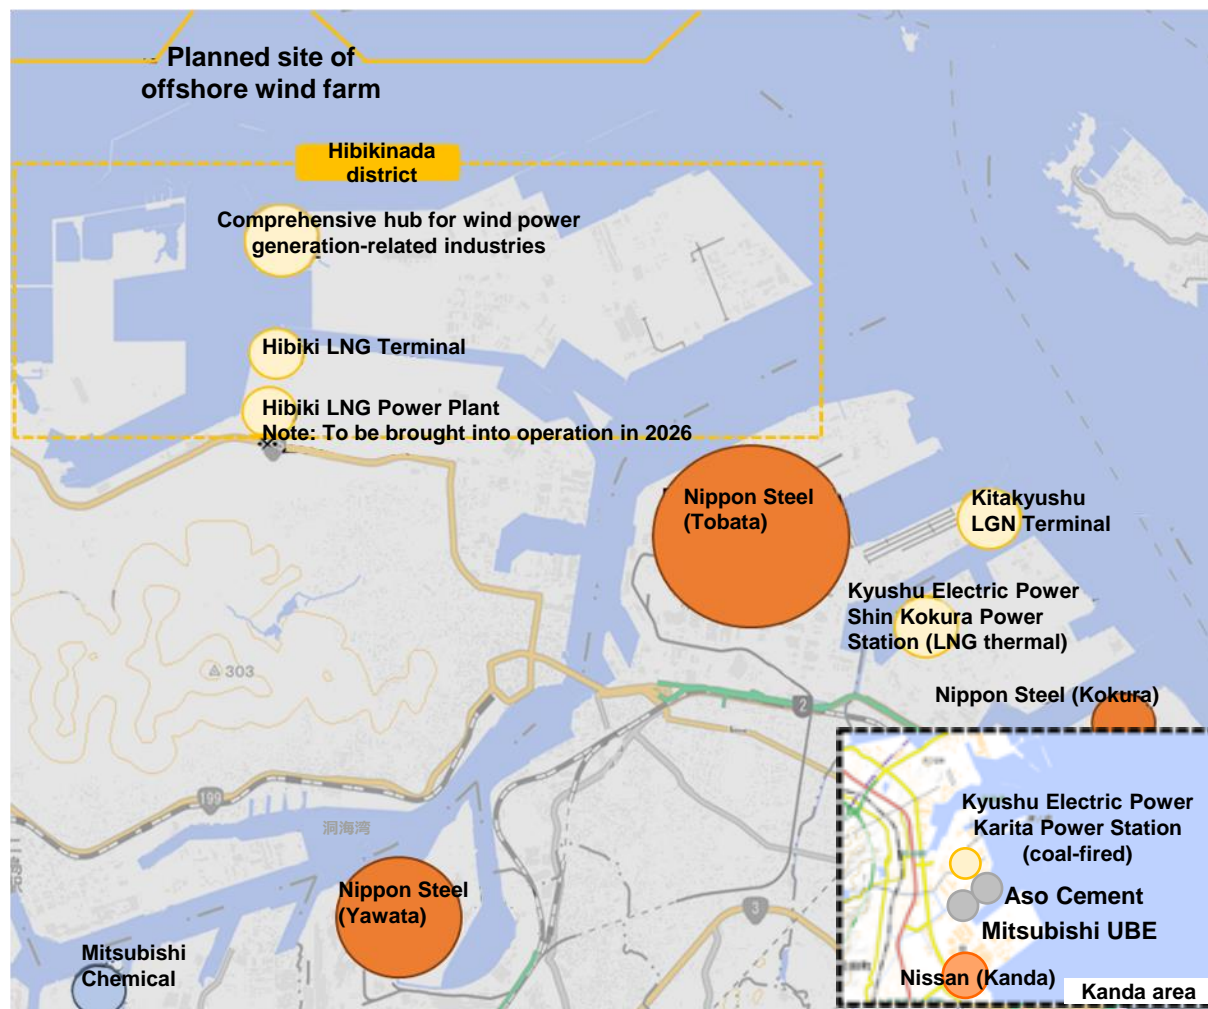 Planned site of
offshore wind farm
Hibikinada
district
Comprehensive hub for wind power
generation-related industries
Hibiki LNG Terminal
Hibiki LNG Power Plant
Note: To be brought into operation in 2026
Nippon Steel
(Tobata)
Kitakyushu
LGN Terminal
Kyushu Electric Power
Shin Kokura Power
Station (LNG thermal)
303
Nippon Steel (Kokura)
2
199
洞海湾
Kyushu Electric Power
Karita Power Station
(coal-fired)
Nippon Steel
(Yawata)
Aso Cement
3
Mitsubishi UBE
Mitsubishi
Chemical
Nissan (Kanda)
Kanda area